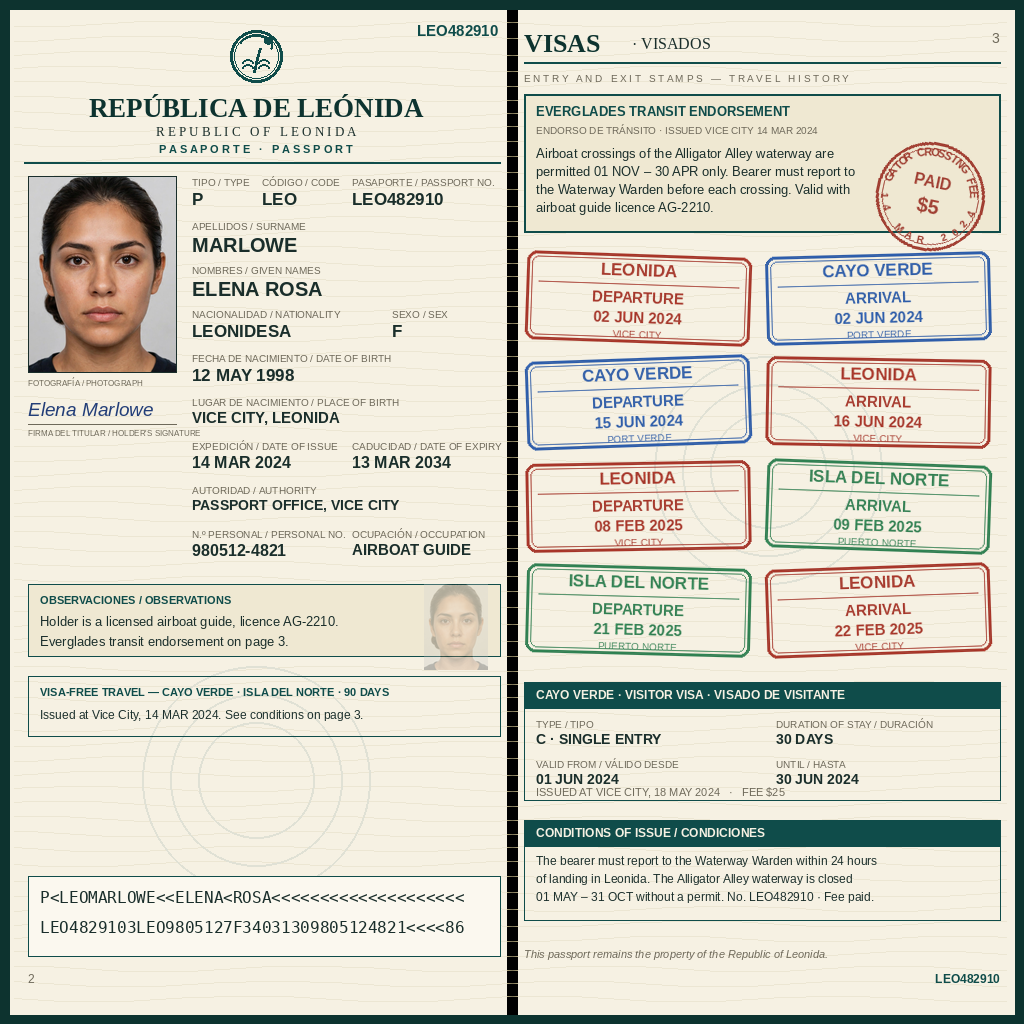 LEO482910
REPÚBLICA DE LEÓNIDA
REPUBLIC OF LEONIDA
PASAPORTE · PASSPORT
TIPO / TYPE CÓDIGO / CODE PASAPORTE / PASSPORT NO.
P LEO LEO482910
APELLIDOS / SURNAME
MARLOWE
NOMBRES / GIVEN NAMES
ELENA ROSA
NACIONALIDAD / NATIONALITY SEXO / SEX
LEONIDESA F
FECHA DE NACIMIENTO / DATE OF BIRTH
12 MAY 1998
LUGAR DE NACIMIENTO / PLACE OF BIRTH
VICE CITY, LEONIDA
FOTOGRAFÍA / PHOTOGRAPH
Elena Marlowe
FIRMA DEL TITULAR / HOLDER'S SIGNATURE
EXPEDICIÓN / DATE OF ISSUE CADUCIDAD / DATE OF EXPIRY
14 MAR 2024 13 MAR 2034
AUTORIDAD / AUTHORITY
PASSPORT OFFICE, VICE CITY
N.º PERSONAL / PERSONAL NO. OCUPACIÓN / OCCUPATION
980512-4821 AIRBOAT GUIDE
OBSERVACIONES / OBSERVATIONS
Holder is a licensed airboat guide, licence AG-2210.
Everglades transit endorsement on page 3.
VISA-FREE TRAVEL — CAYO VERDE · ISLA DEL NORTE · 90 DAYS
Issued at Vice City, 14 MAR 2024. See conditions on page 3.
P<LEOMARLOWE<<ELENA<ROSA<<<<<<<<<<<<<<<<<<<<
LEO4829103LEO9805127F34031309805124821<<<<86
2
VISAS · VISADOS
3
ENTRY AND EXIT STAMPS — TRAVEL HISTORY
EVERGLADES TRANSIT ENDORSEMENT
ENDORSO DE TRÁNSITO · ISSUED VICE CITY 14 MAR 2024
Airboat crossings of the Alligator Alley waterway are
permitted 01 NOV – 30 APR only. Bearer must report to
the Waterway Warden before each crossing. Valid with
airboat guide licence AG-2210.
GATOR CROSSING FEE
PAID
$5
14 MAR 2024
LEONIDA
DEPARTURE
02 JUN 2024
VICE CITY
CAYO VERDE
ARRIVAL
02 JUN 2024
PORT VERDE
CAYO VERDE
DEPARTURE
15 JUN 2024
PORT VERDE
LEONIDA
ARRIVAL
16 JUN 2024
VICE CITY
LEONIDA
DEPARTURE
08 FEB 2025
VICE CITY
ISLA DEL NORTE
ARRIVAL
09 FEB 2025
PUERTO NORTE
ISLA DEL NORTE
DEPARTURE
21 FEB 2025
PUERTO NORTE
LEONIDA
ARRIVAL
22 FEB 2025
VICE CITY
CAYO VERDE · VISITOR VISA · VISADO DE VISITANTE
TYPE / TIPO DURATION OF STAY / DURACIÓN
C · SINGLE ENTRY 30 DAYS
VALID FROM / VÁLIDO DESDE UNTIL / HASTA
01 JUN 2024 30 JUN 2024
ISSUED AT VICE CITY, 18 MAY 2024 · FEE $25
CONDITIONS OF ISSUE / CONDICIONES
The bearer must report to the Waterway Warden within 24 hours
of landing in Leonida. The Alligator Alley waterway is closed
01 MAY – 31 OCT without a permit. No. LEO482910 · Fee paid.
This passport remains the property of the Republic of Leonida.
LEO482910